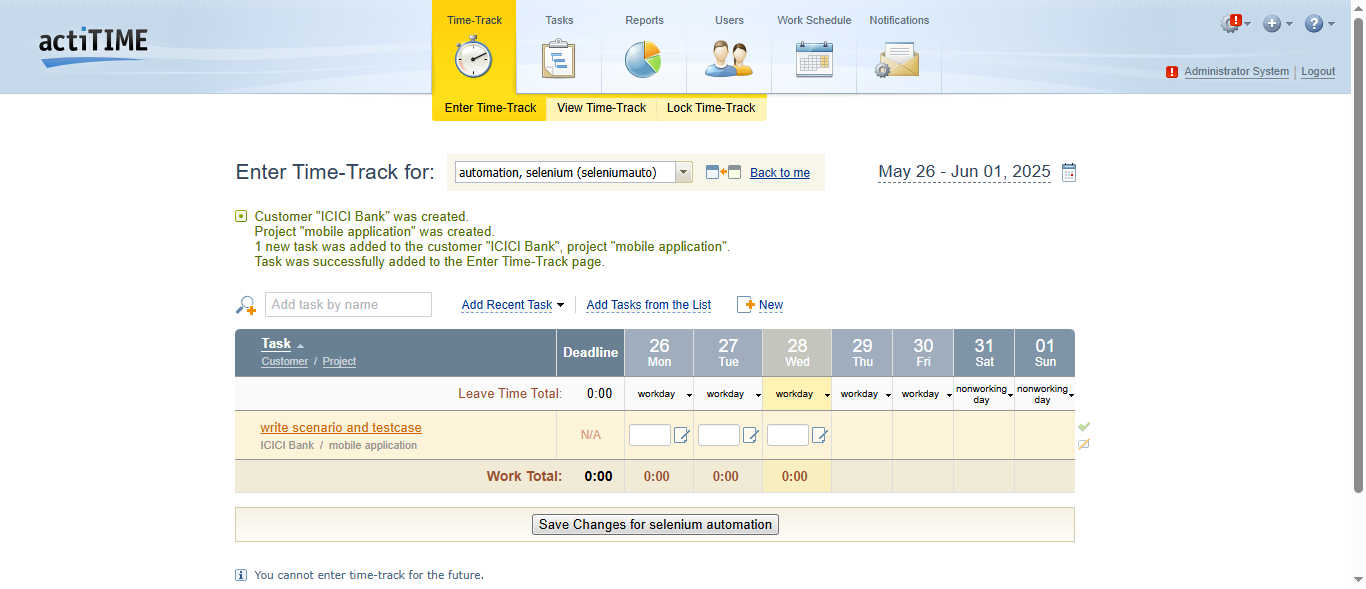 actiTIME
Time-Track
Tasks
Reports
Users
Work Schedule
Notifications
Administrator System | Logout
Enter Time-Track
View Time-Track
Lock Time-Track
Enter Time-Track for:
automation, selenium (seleniumauto)
Back to me
May 26 - Jun 01, 2025
Customer "ICICI Bank" was created.
Project "mobile application" was created.
1 new task was added to the customer "ICICI Bank", project "mobile application".
Task was successfully added to the Enter Time-Track page.
Add task by name
Add Recent Task
Add Tasks from the List
New
Task
Customer / Project
Deadline
26
Mon
27
Tue
28
Wed
29
Thu
30
Fri
31
Sat
01
Sun
Leave Time Total: 0:00
workday
workday
workday
workday
workday
nonworking
day
nonworking
day
write scenario and testcase
ICICI Bank / mobile application
N/A
Work Total: 0:00 0:00 0:00 0:00
Save Changes for selenium automation
You cannot enter time-track for the future.